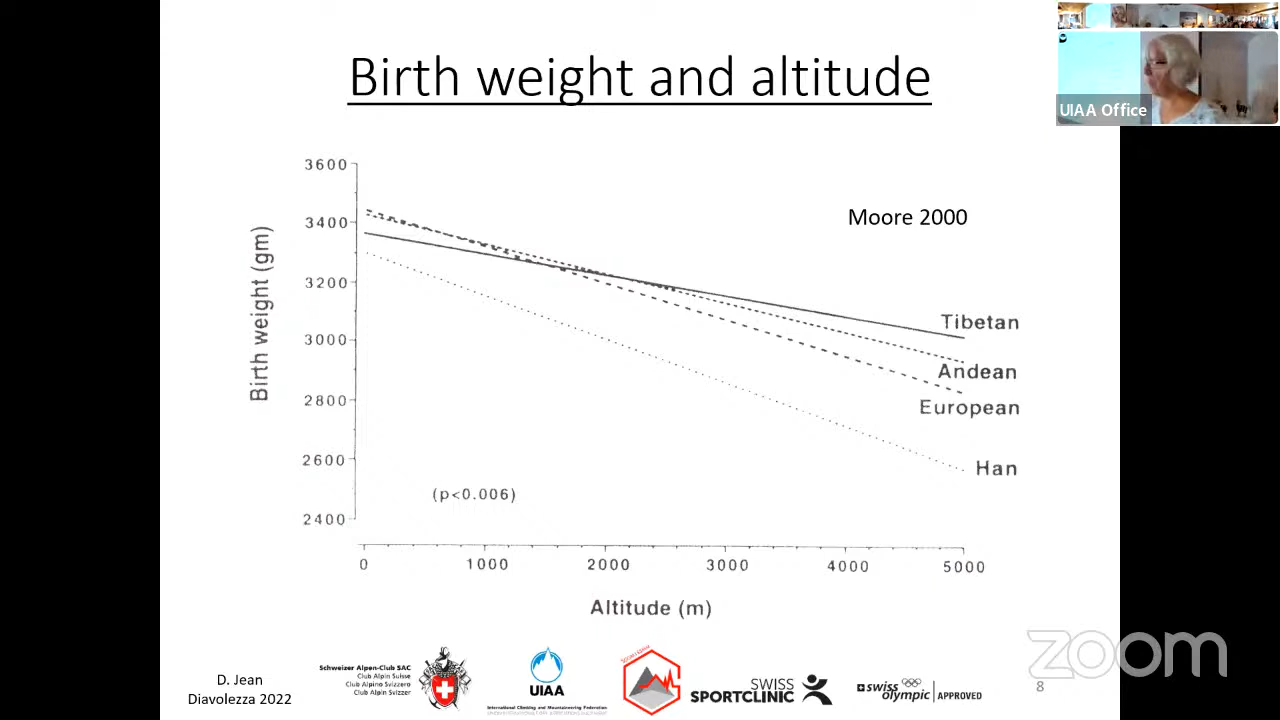 Birth weight and altitude
UIAA Office
Moore 2000
Birth weight (gm)
3600
3400
3200
3000
2800
2600
2400
Tibetan
Andean
European
Han
(p<0.006)
0 1000 2000 3000 4000 5000
Altitude (m)
D. Jean
Diavolezza 2022
Schweizer Alpen-Club SAC
Club Alpin Suisse
Club Alpino Svizzero
Club Alpin Svizzer
UIAA
International Climbing and Mountaineering Federation
SWISS
SPORTCLINIC
swiss
olympic
APPROVED
8
zoom